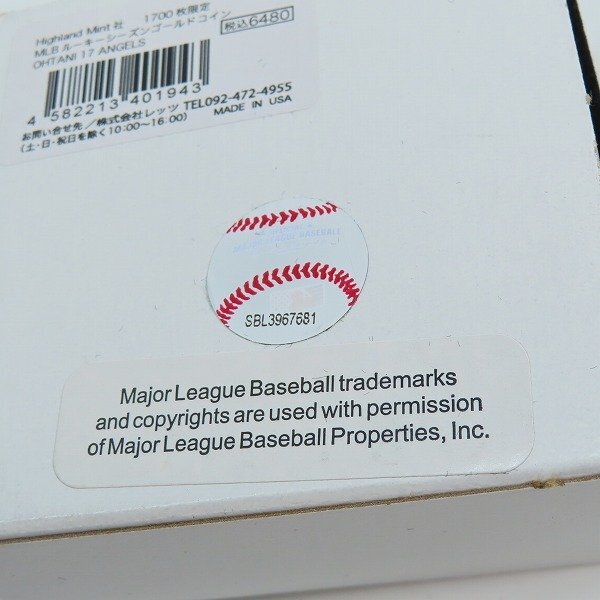 Highland Mint社 1700枚限定
MLBルーキーシーズンゴールドコイン
OHTANI 17 ANGELS
税込6480
4 582213 401943
お問い合せ先／株式会社レッツ TEL092-472-4955
(土・日・祝日を除く10:00～16:00) MADE IN USA
MAJOR LEAGUE BASEBALL
SBL3967681
Major League Baseball trademarks
and copyrights are used with permission
of Major League Baseball Properties, Inc.